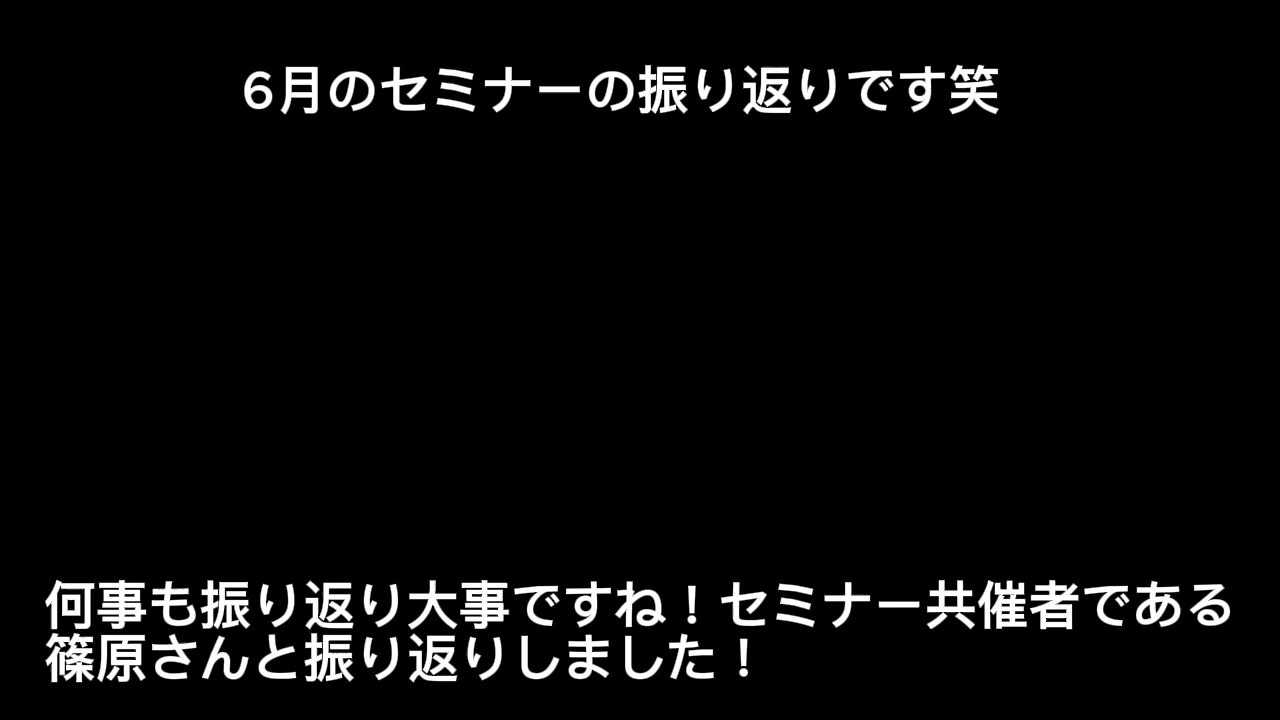 6月のセミナーの振り返りです笑
何事も振り返り大事ですね！セミナー共催者である
篠原さんと振り返りしました！